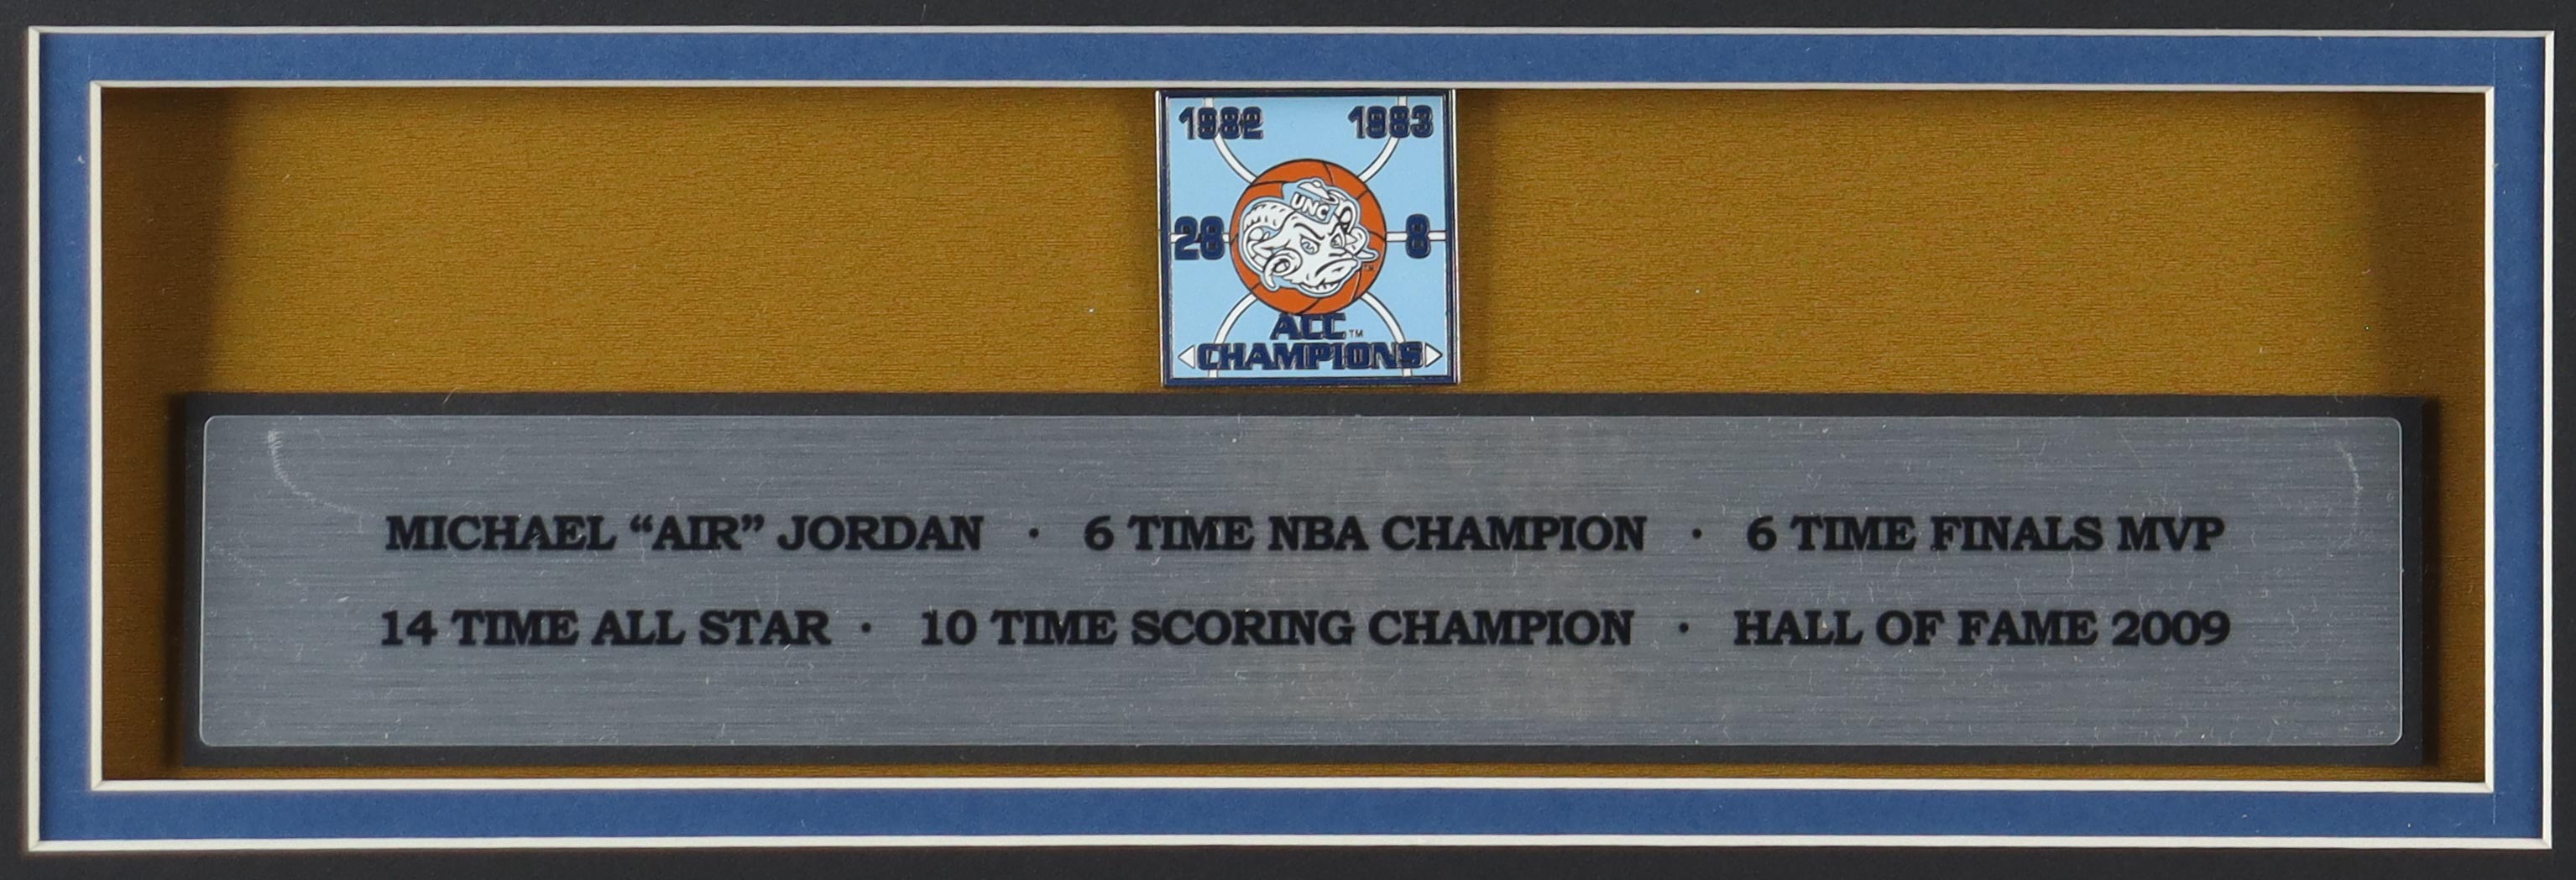 1982 1983
UNC
28 8
ACC™
CHAMPIONS
MICHAEL “AIR” JORDAN · 6 TIME NBA CHAMPION · 6 TIME FINALS MVP
14 TIME ALL STAR · 10 TIME SCORING CHAMPION · HALL OF FAME 2009